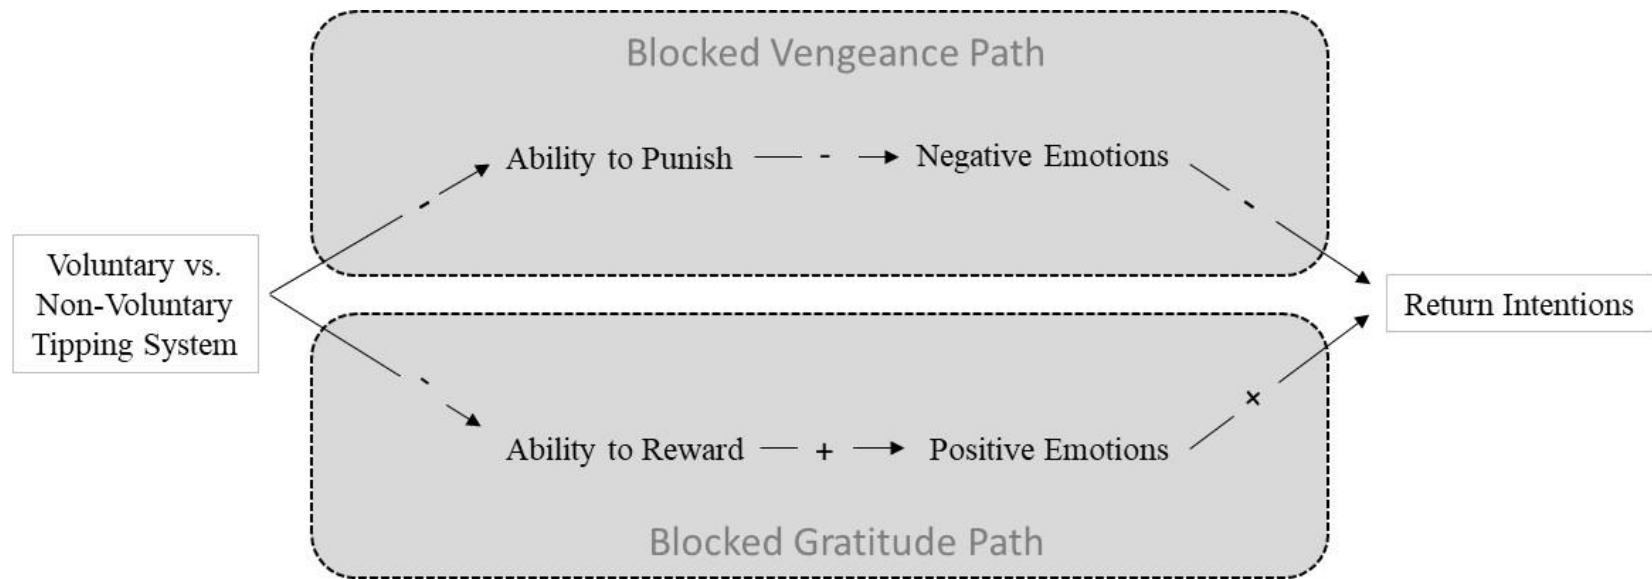 Blocked Vengeance Path
Ability to Punish - Negative Emotions
-
-
Voluntary vs.
Non-Voluntary
Tipping System
Return Intentions
-
×
Ability to Reward + Positive Emotions
Blocked Gratitude Path